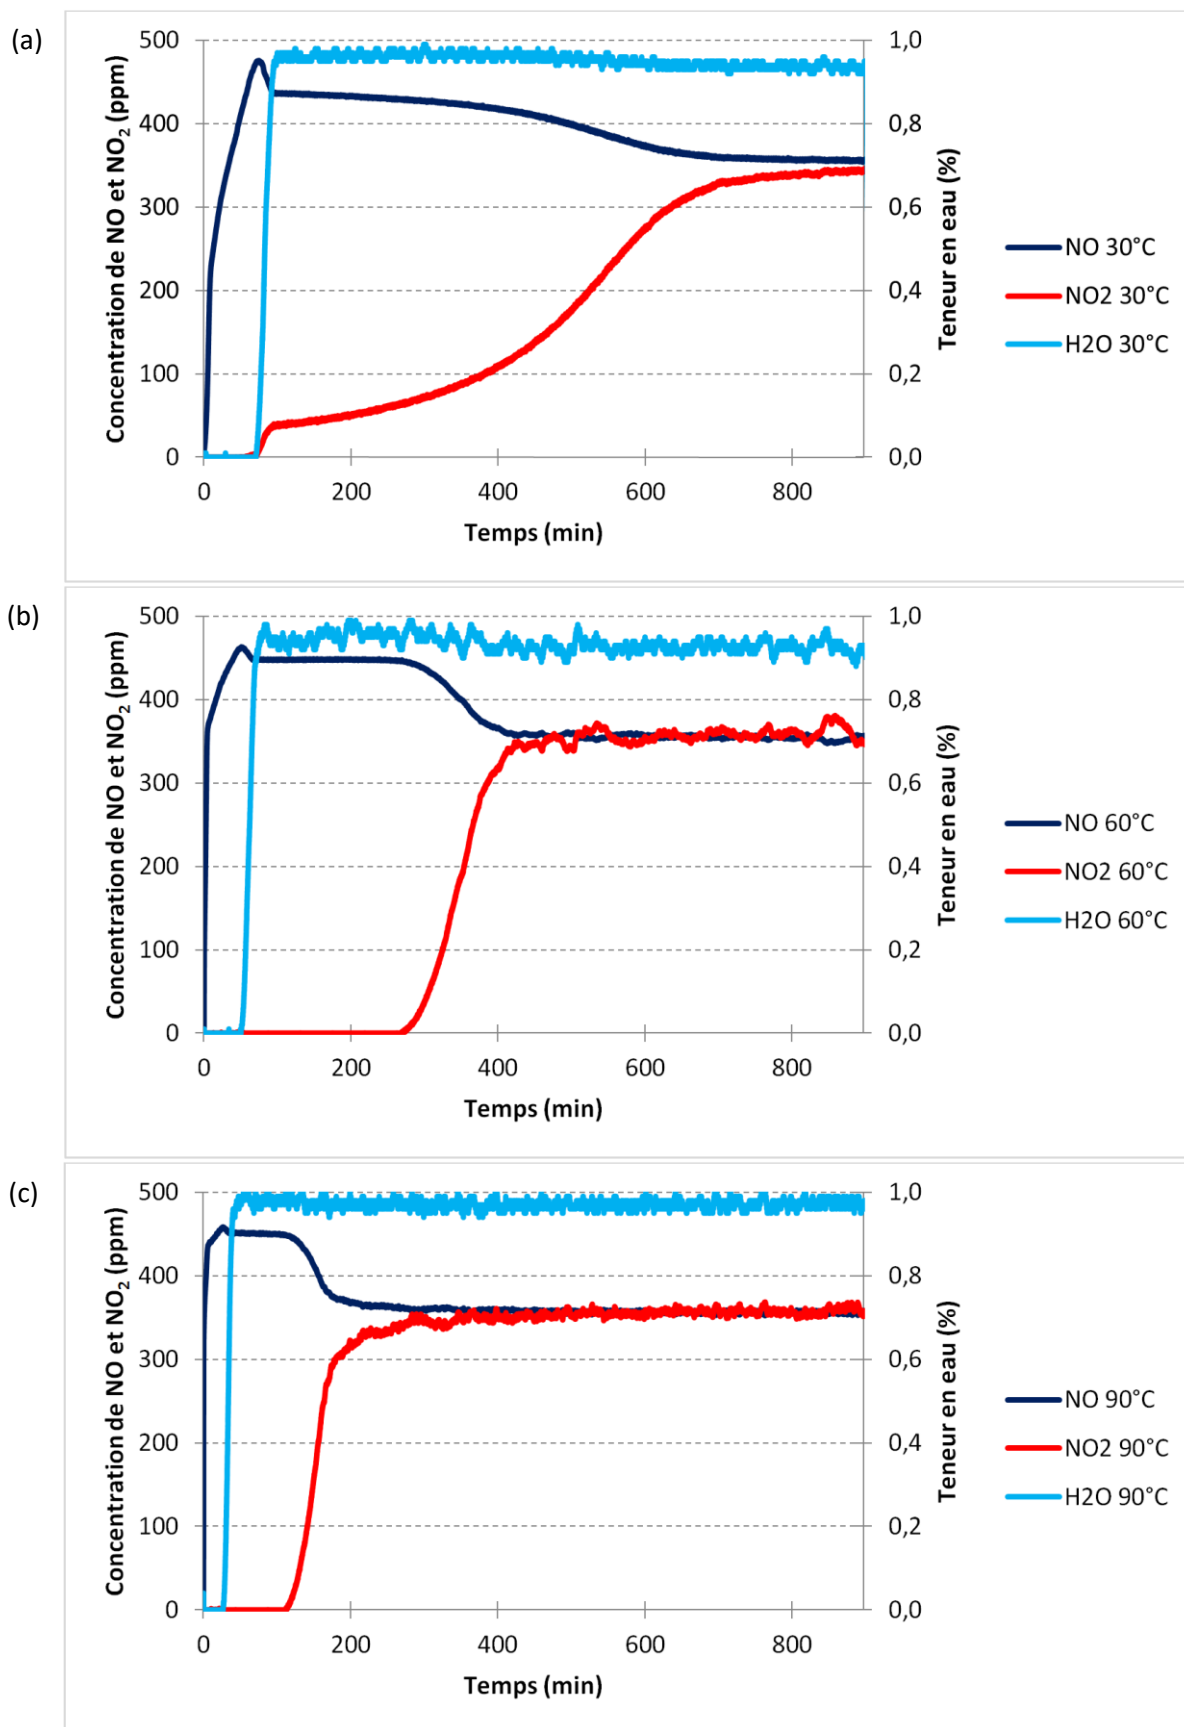 (a)
500
400
300
200
100
0
Concentration de NO et NO₂ (ppm)
1,0
0,8
0,6
0,4
0,2
0,0
Teneur en eau (%)
0 200 400 600 800
Temps (min)
NO 30°C
NO2 30°C
H2O 30°C
(b)
500
400
300
200
100
0
Concentration de NO et NO₂ (ppm)
1,0
0,8
0,6
0,4
0,2
0,0
Teneur en eau (%)
0 200 400 600 800
Temps (min)
NO 60°C
NO2 60°C
H2O 60°C
(c)
500
400
300
200
100
0
Concentration de NO et NO₂ (ppm)
1,0
0,8
0,6
0,4
0,2
0,0
Teneur en eau (%)
0 200 400 600 800
Temps (min)
NO 90°C
NO2 90°C
H2O 90°C